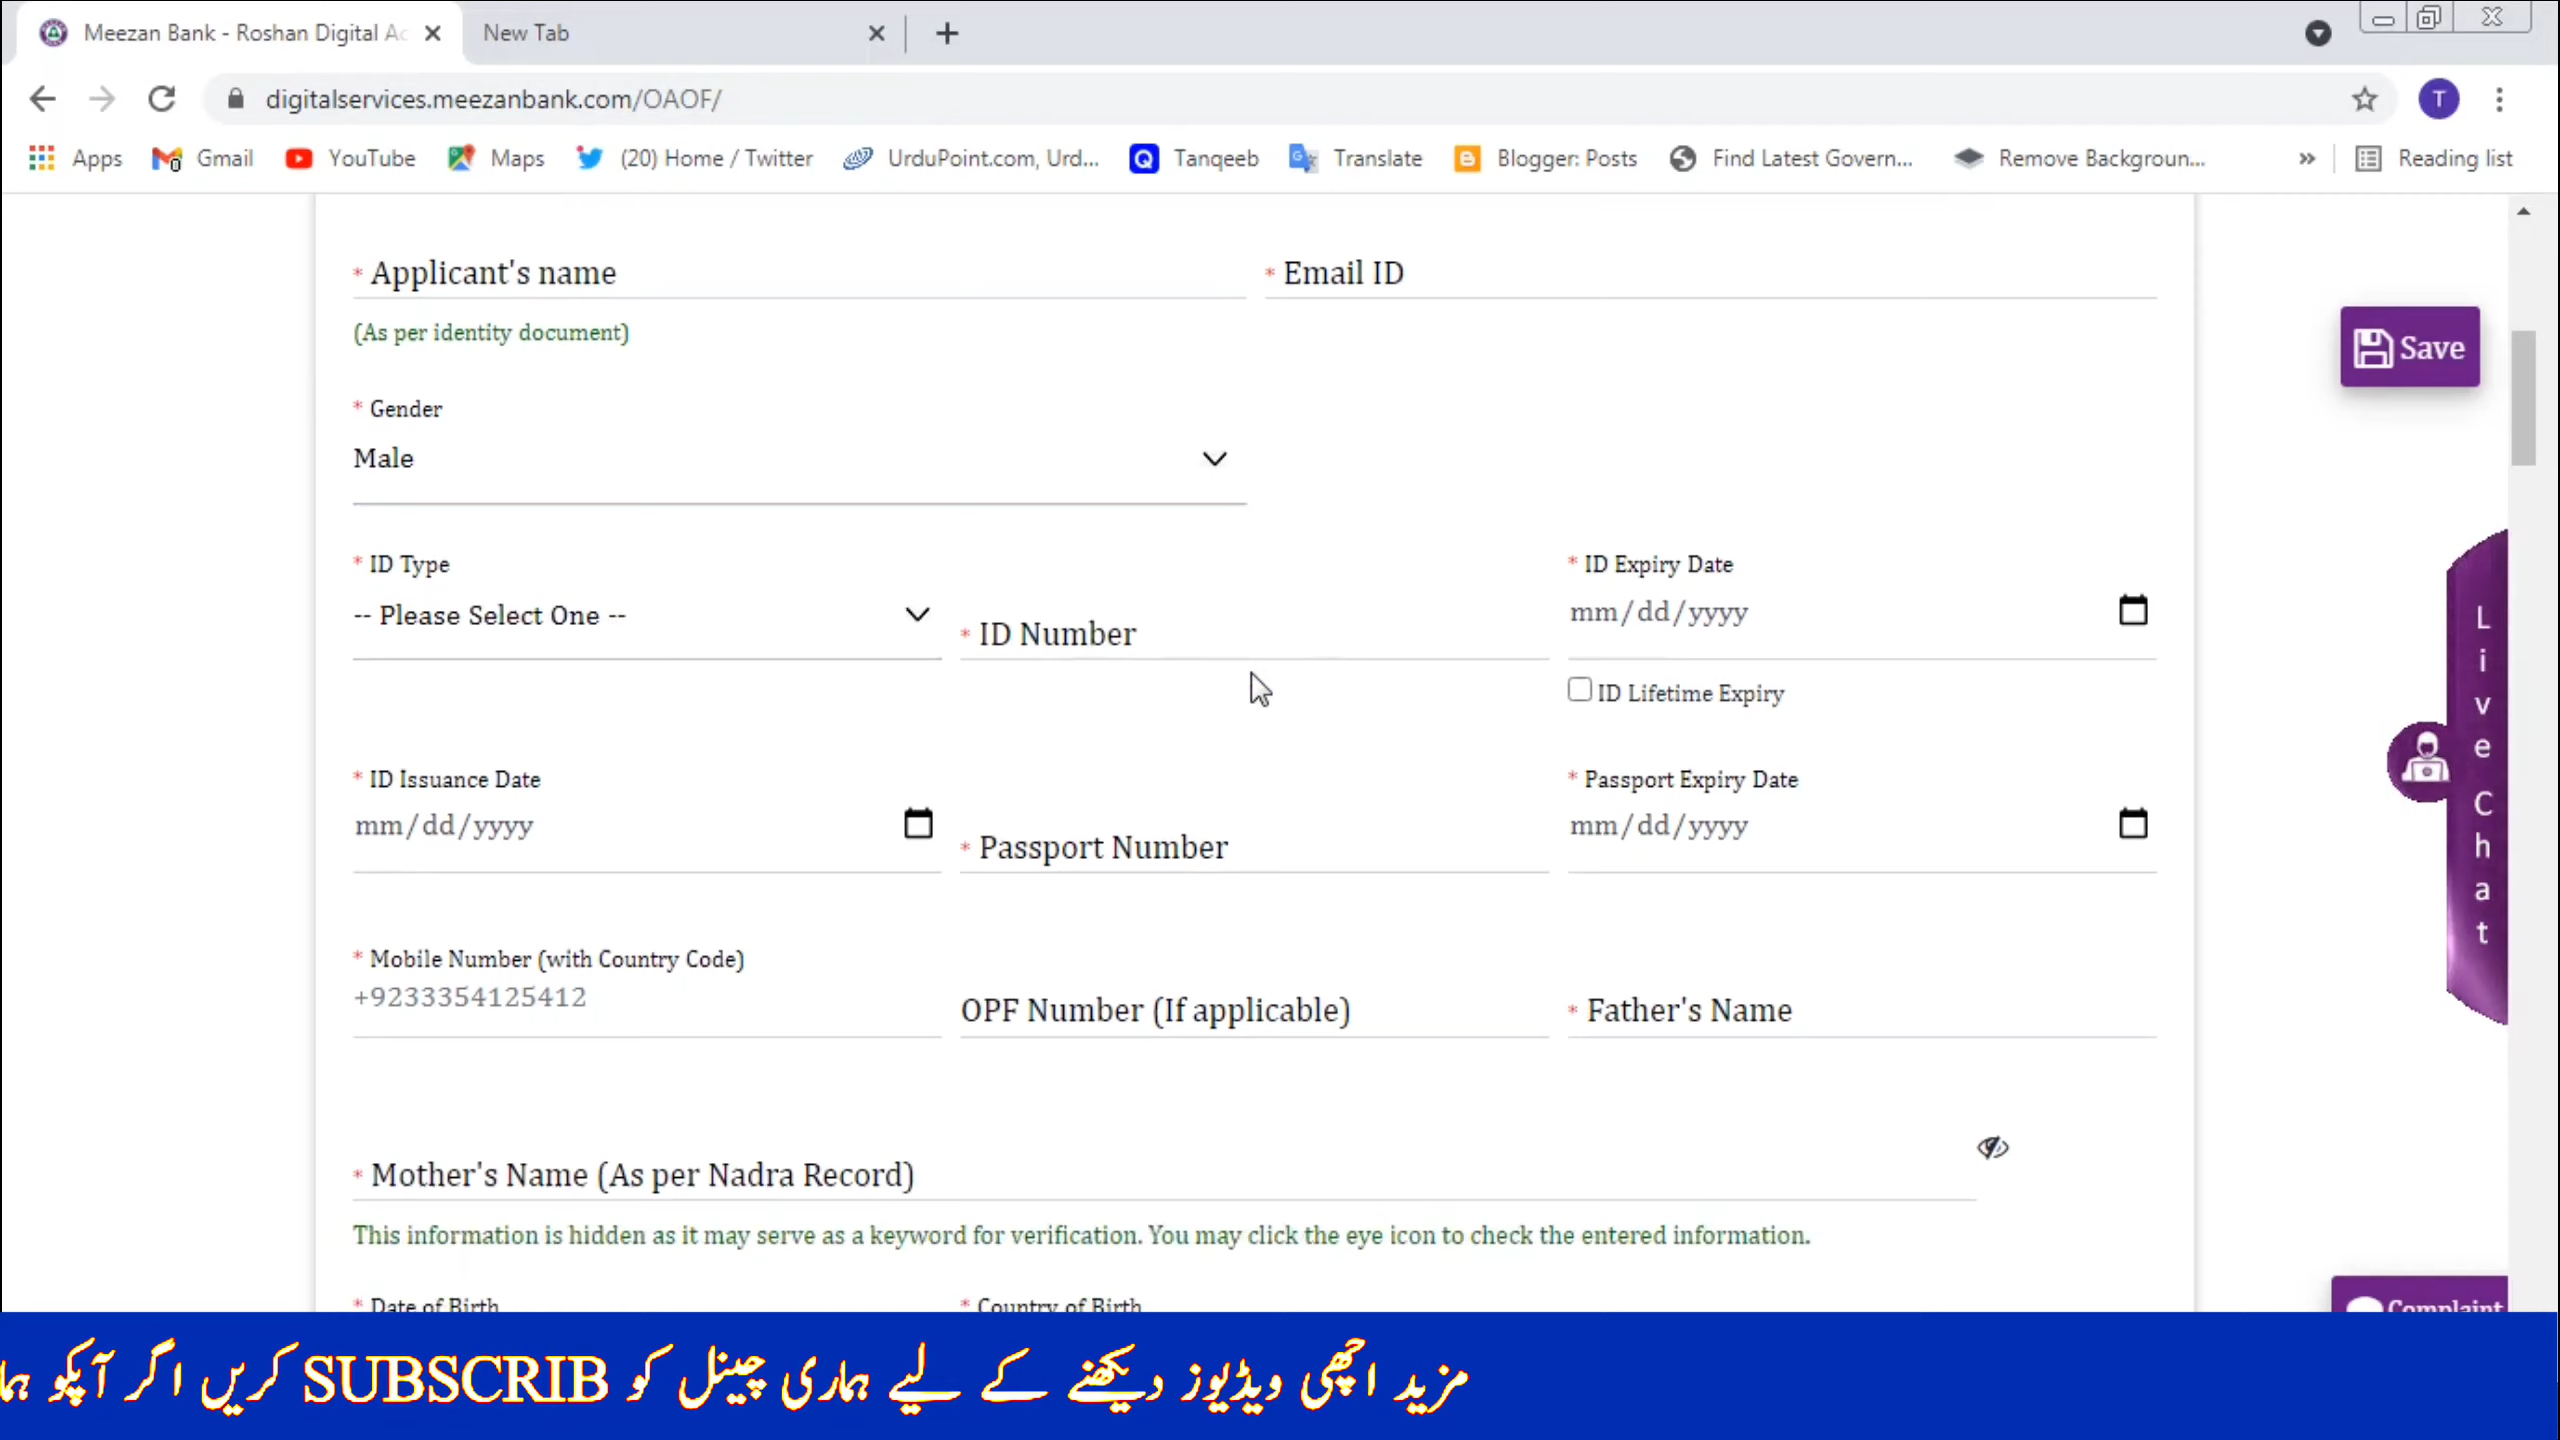 Meezan Bank - Roshan Digital Ac
New Tab
digitalservices.meezanbank.com/OAOF/
T
Apps
Gmail
YouTube
Maps
(20) Home / Twitter
UrduPoint.com, Urd...
Tanqeeb
Translate
Blogger: Posts
Find Latest Govern...
Remove Backgroun...
»
Reading list
* Applicant's name
* Email ID
(As per identity document)
Save
* Gender
Male
* ID Type
-- Please Select One --
* ID Number
* ID Expiry Date
mm/dd/yyyy
ID Lifetime Expiry
Live Chat
* ID Issuance Date
mm/dd/yyyy
* Passport Number
* Passport Expiry Date
mm/dd/yyyy
* Mobile Number (with Country Code)
+9233354125412
OPF Number (If applicable)
* Father's Name
* Mother's Name (As per Nadra Record)
This information is hidden as it may serve as a keyword for verification. You may click the eye icon to check the entered information.
* Date of Birth
* Country of Birth
Complaint
مزید اچھی ویڈیوز دیکھنے کے لیے ہماری چینل کو SUBSCRIB کریں اگر آپکو ہما